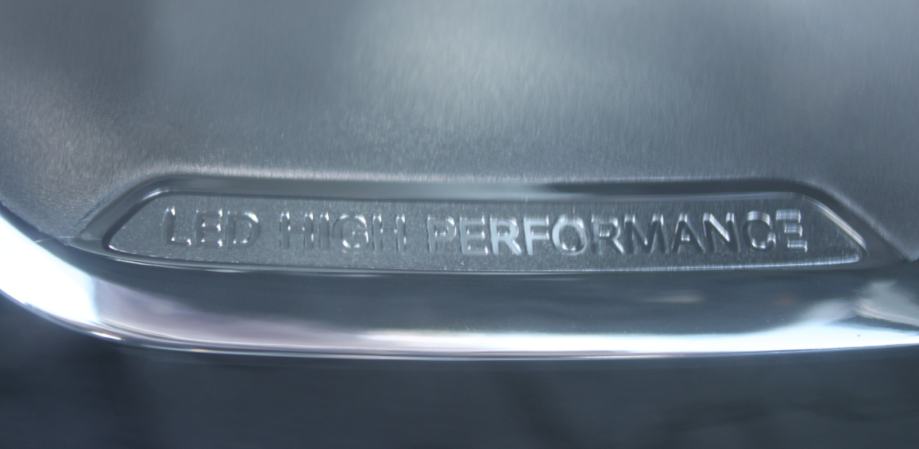 LED HIGH PERFORMANCE